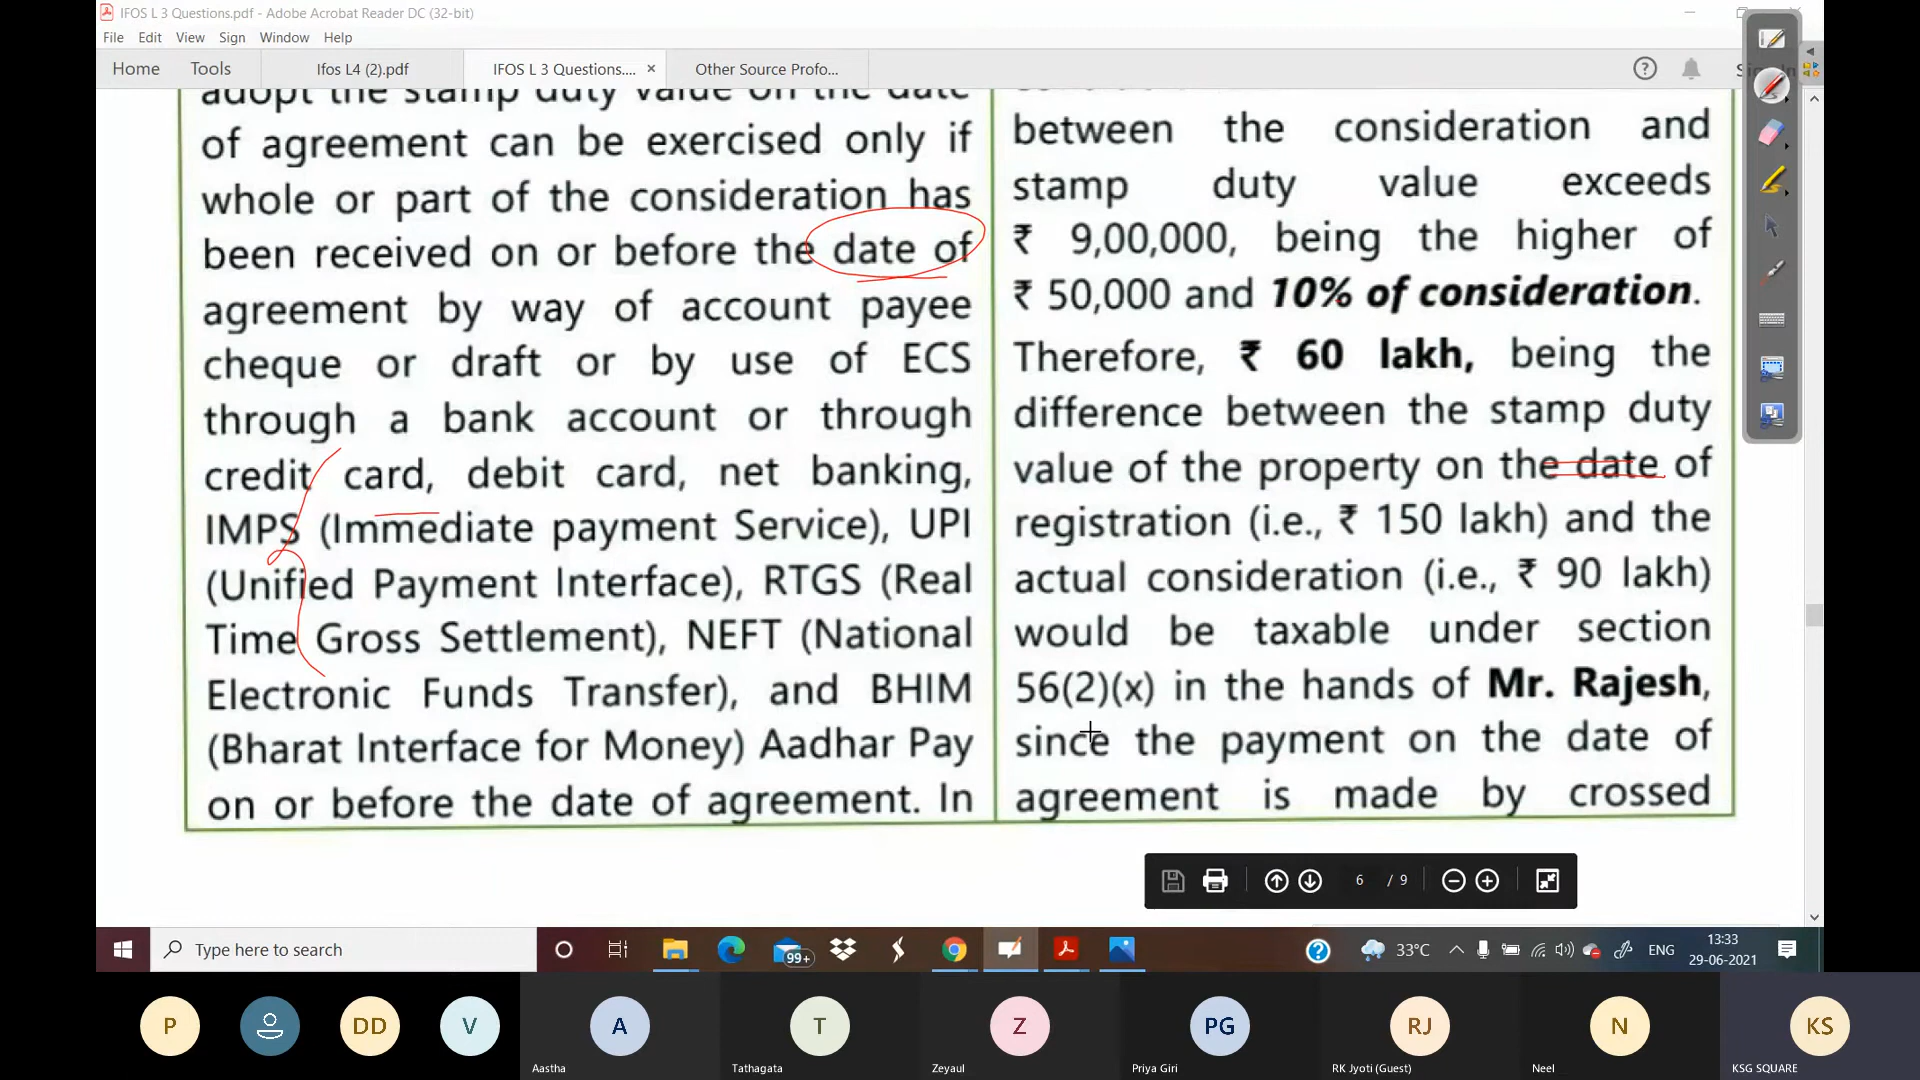 IFOS L 3 Questions.pdf - Adobe Acrobat Reader DC (32-bit)
File Edit View Sign Window Help
Home Tools Ifos L4 (2).pdf IFOS L 3 Questions.... × Other Source Profo...
adopt the stamp duty value on the date
of agreement can be exercised only if
whole or part of the consideration has
been received on or before the date of
agreement by way of account payee
cheque or draft or by use of ECS
through a bank account or through
credit card, debit card, net banking,
IMPS (Immediate payment Service), UPI
(Unified Payment Interface), RTGS (Real
Time Gross Settlement), NEFT (National
Electronic Funds Transfer), and BHIM
(Bharat Interface for Money) Aadhar Pay
on or before the date of agreement. In
between the consideration and
stamp duty value exceeds
₹ 9,00,000, being the higher of
₹ 50,000 and 10% of consideration.
Therefore, ₹ 60 lakh, being the
difference between the stamp duty
value of the property on the date of
registration (i.e., ₹ 150 lakh) and the
actual consideration (i.e., ₹ 90 lakh)
would be taxable under section
56(2)(x) in the hands of Mr. Rajesh,
since the payment on the date of
agreement is made by crossed
6 / 9
Type here to search
99+
33°C
ENG
13:33
29-06-2021
P DD V A T Z PG RJ N KS
Aastha Tathagata Zeyaul Priya Giri RK Jyoti (Guest) Neel KSG SQUARE